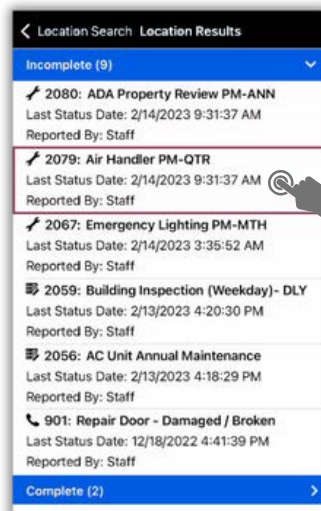 Location Search Location Results
Incomplete (9)
2080: ADA Property Review PM-ANN
Last Status Date: 2/14/2023 9:31:37 AM
Reported By: Staff
2079: Air Handler PM-QTR
Last Status Date: 2/14/2023 9:31:37 AM
Reported By: Staff
2067: Emergency Lighting PM-MTH
Last Status Date: 2/14/2023 3:35:52 AM
Reported By: Staff
2059: Building Inspection (Weekday)- DLY
Last Status Date: 2/13/2023 4:20:30 PM
Reported By: Staff
2056: AC Unit Annual Maintenance
Last Status Date: 2/13/2023 4:18:29 PM
Reported By: Staff
901: Repair Door - Damaged / Broken
Last Status Date: 12/18/2022 4:41:39 PM
Reported By: Staff
Complete (2)